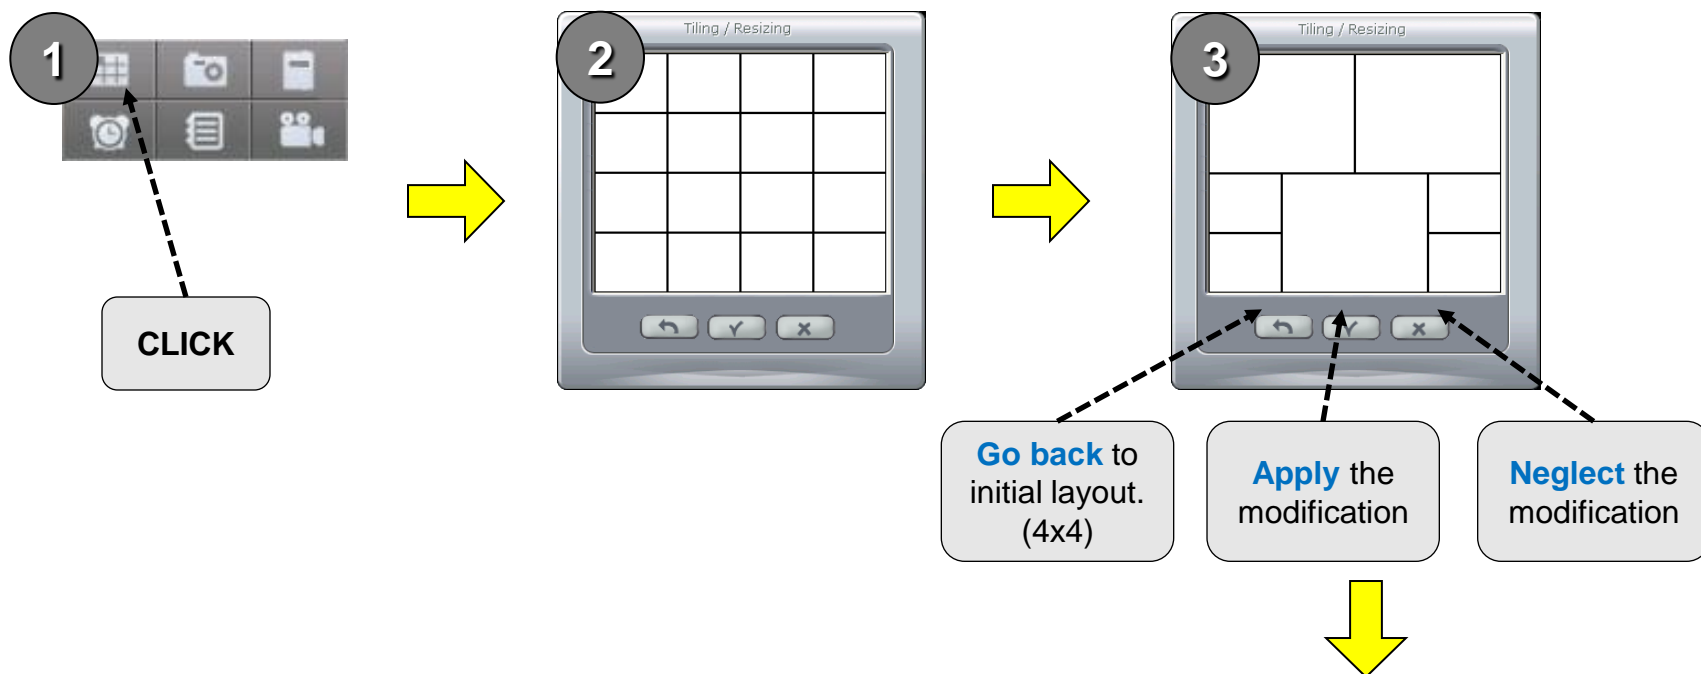 1
2
3
Tiling / Resizing
Tiling / Resizing
CLICK
Go back to
initial layout.
(4x4)
Apply the
modification
Neglect the
modification